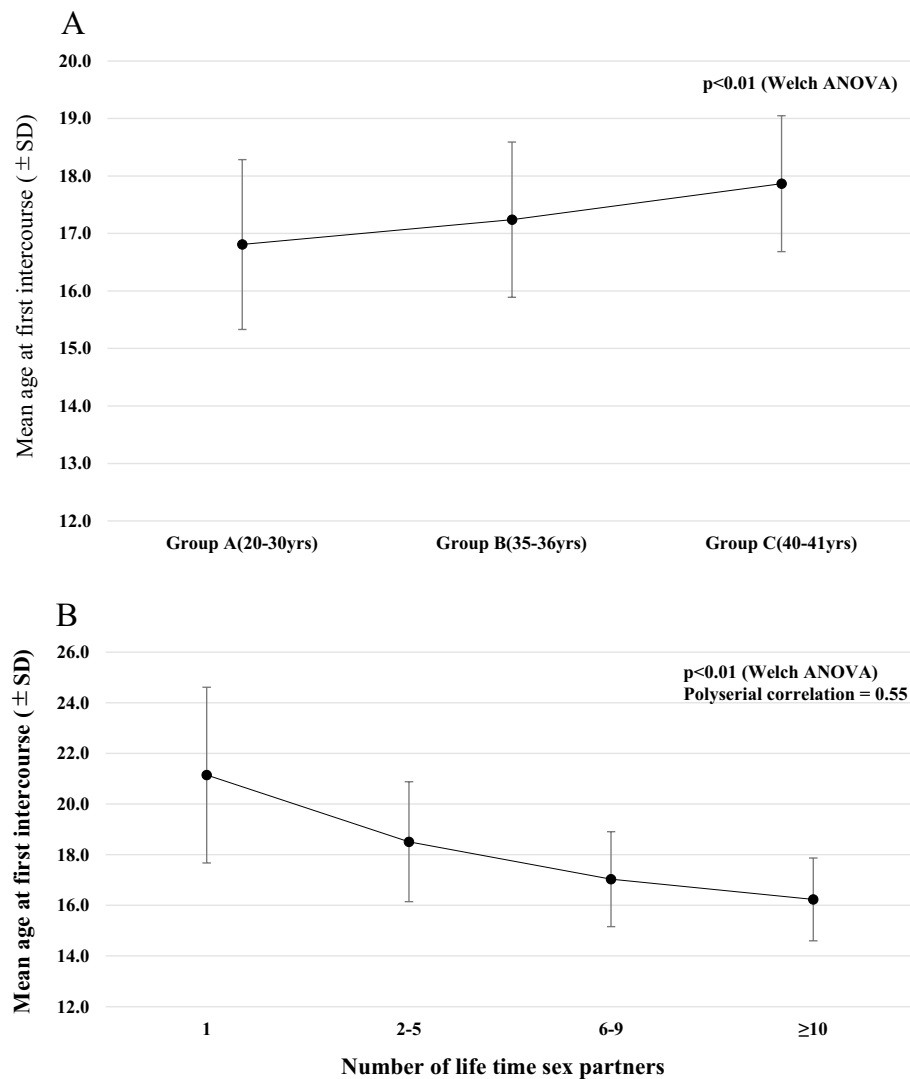 A
Mean age at first intercourse (±SD)
20.0
19.0
18.0
17.0
16.0
15.0
14.0
13.0
12.0
p<0.01 (Welch ANOVA)
Group A(20-30yrs)
Group B(35-36yrs)
Group C(40-41yrs)
B
Mean age at first intercourse (±SD)
26.0
24.0
22.0
20.0
18.0
16.0
14.0
12.0
p<0.01 (Welch ANOVA)
Polyserial correlation = 0.55
1
2-5
6-9
≥10
Number of life time sex partners